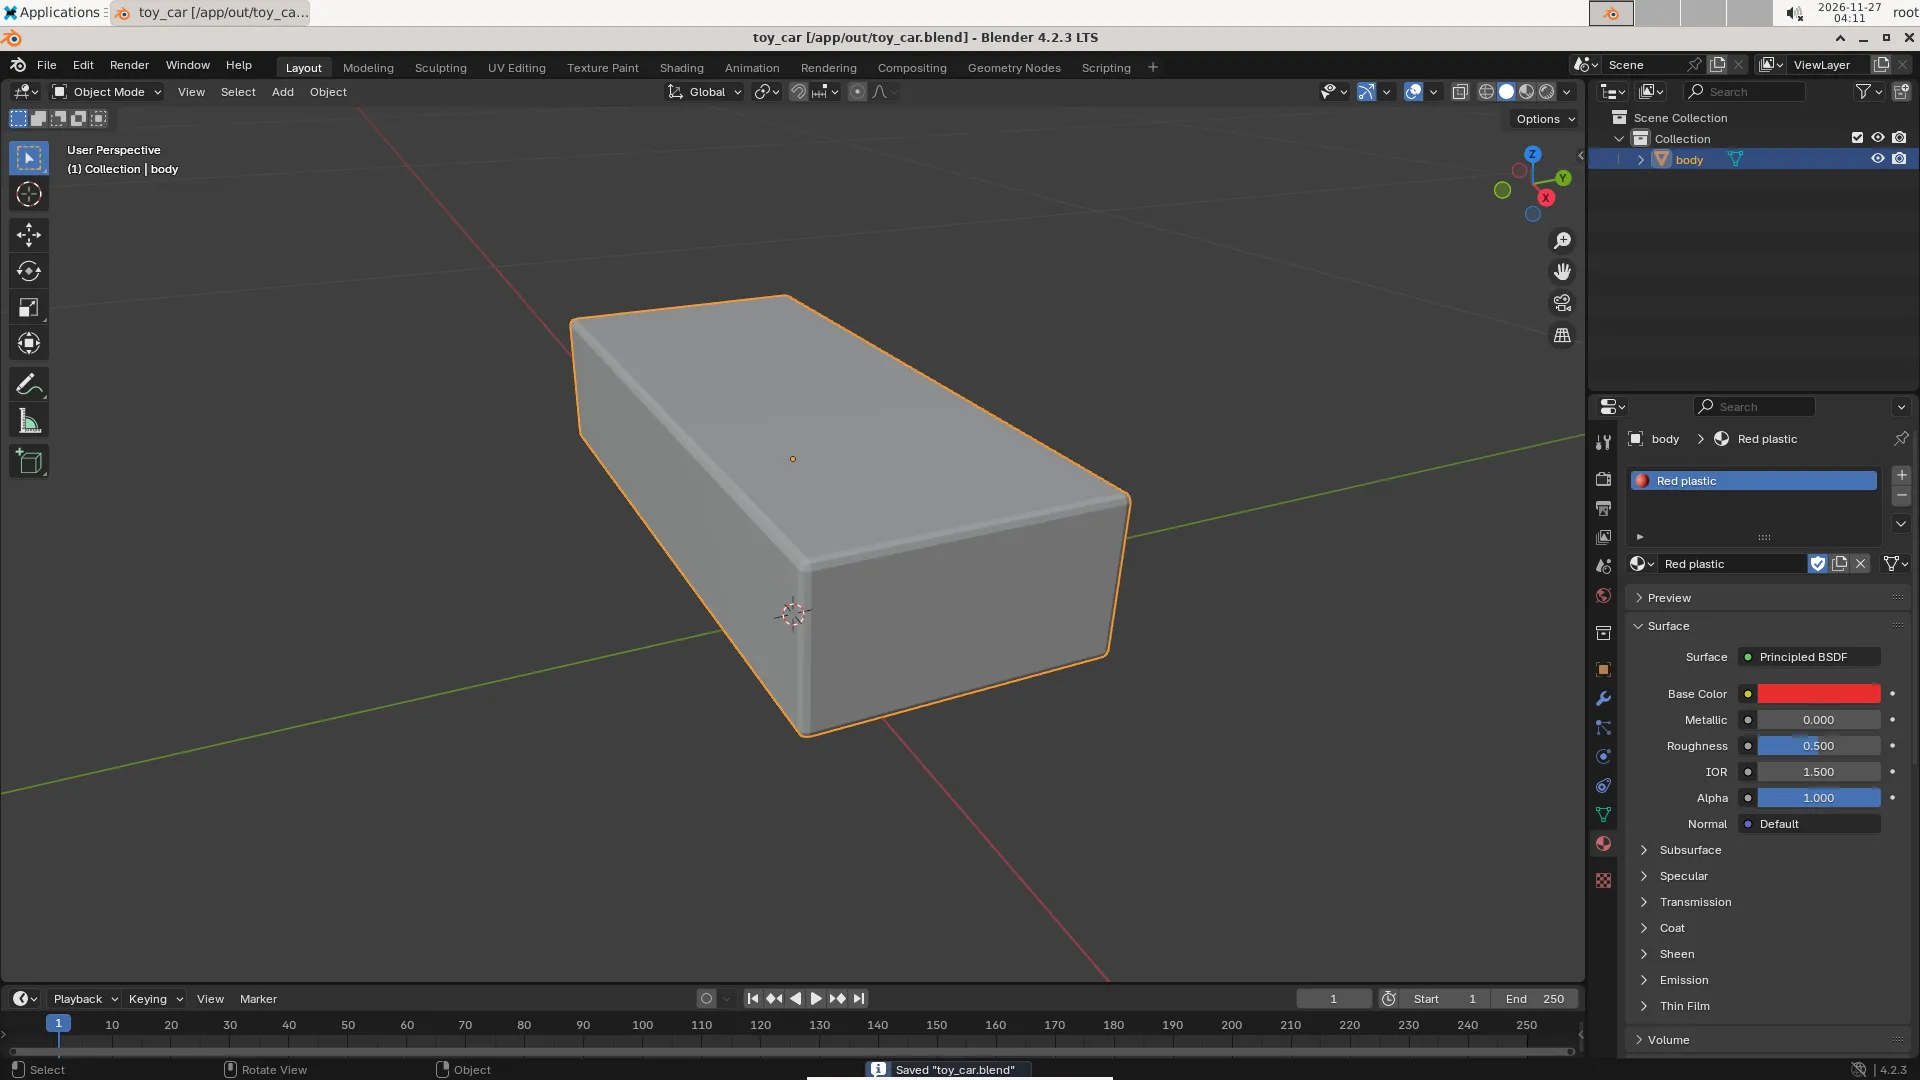 Applications
toy_car [/app/out/toy_ca...
2026-11-27
04:11
root
toy_car [/app/out/toy_car.blend] - Blender 4.2.3 LTS
File Edit Render Window Help
Layout Modeling Sculpting UV Editing Texture Paint Shading Animation Rendering Compositing Geometry Nodes Scripting
Scene
ViewLayer
Object Mode View Select Add Object
Global
Search
Options
User Perspective
(1) Collection | body
Z
Y
X
Scene Collection
Collection
body
Search
body
Red plastic
Red plastic
Red plastic
Preview
Surface
Surface Principled BSDF
Base Color
Metallic 0.000
Roughness 0.500
IOR 1.500
Alpha 1.000
Normal Default
Subsurface
Specular
Transmission
Coat
Sheen
Emission
Thin Film
Volume
Playback Keying View Marker
1
Start 1
End 250
1 10 20 30 40 50 60 70 80 90 100 110 120 130 140 150 160 170 180 190 200 210 220 230 240 250
Select
Rotate View
Object
Saved "toy_car.blend"
4.2.3